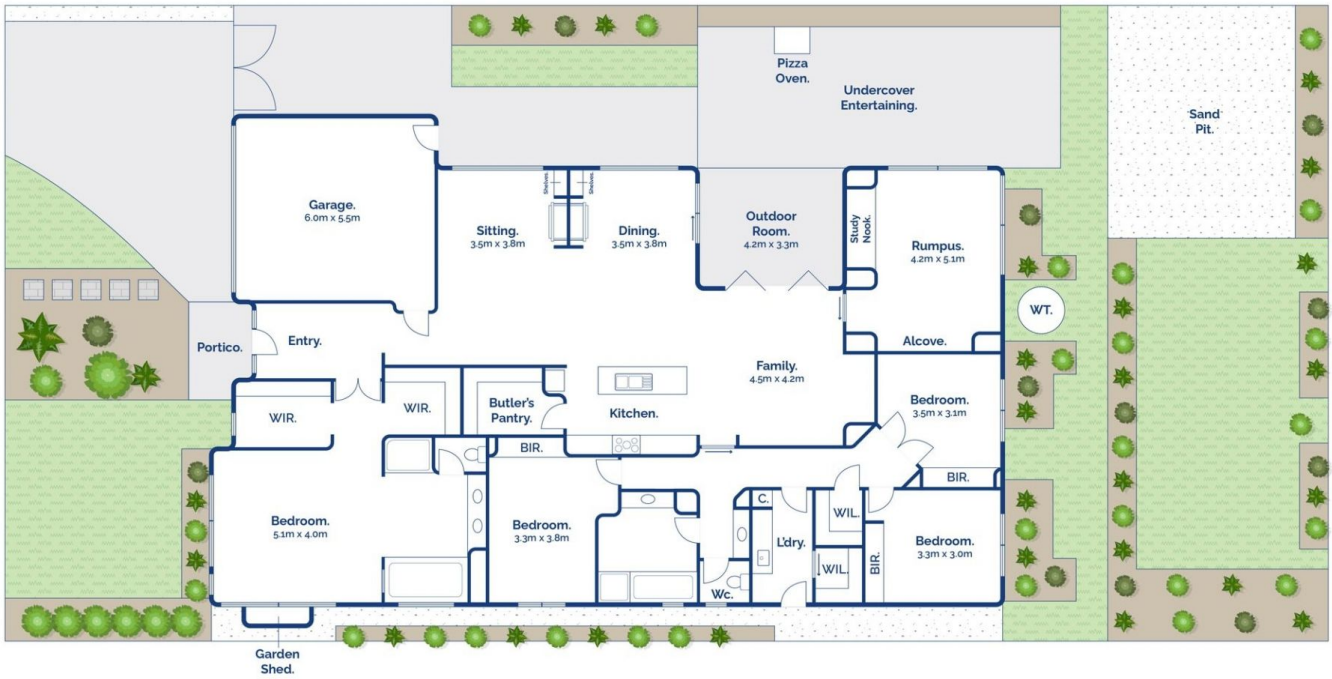 Pizza
Oven.
Undercover
Entertaining.
Sand
Pit.
Garage.
6.0m x 5.5m
Shelves.
Shelves.
Sitting.
3.5m x 3.8m
Dining.
3.5m x 3.8m
Outdoor
Room.
4.2m x 3.3m
Study
Nook.
Rumpus.
4.2m x 5.1m
WT.
Portico.
Entry.
Alcove.
Family.
4.5m x 4.2m
WIR.
WIR.
Butler's
Pantry.
Kitchen.
Bedroom.
3.5m x 3.1m
BIR.
BIR.
Bedroom.
5.1m x 4.0m
Bedroom.
3.3m x 3.8m
C.
L'dry.
WIL.
WIL.
BIR.
Bedroom.
3.3m x 3.0m
Wc.
Garden
Shed.